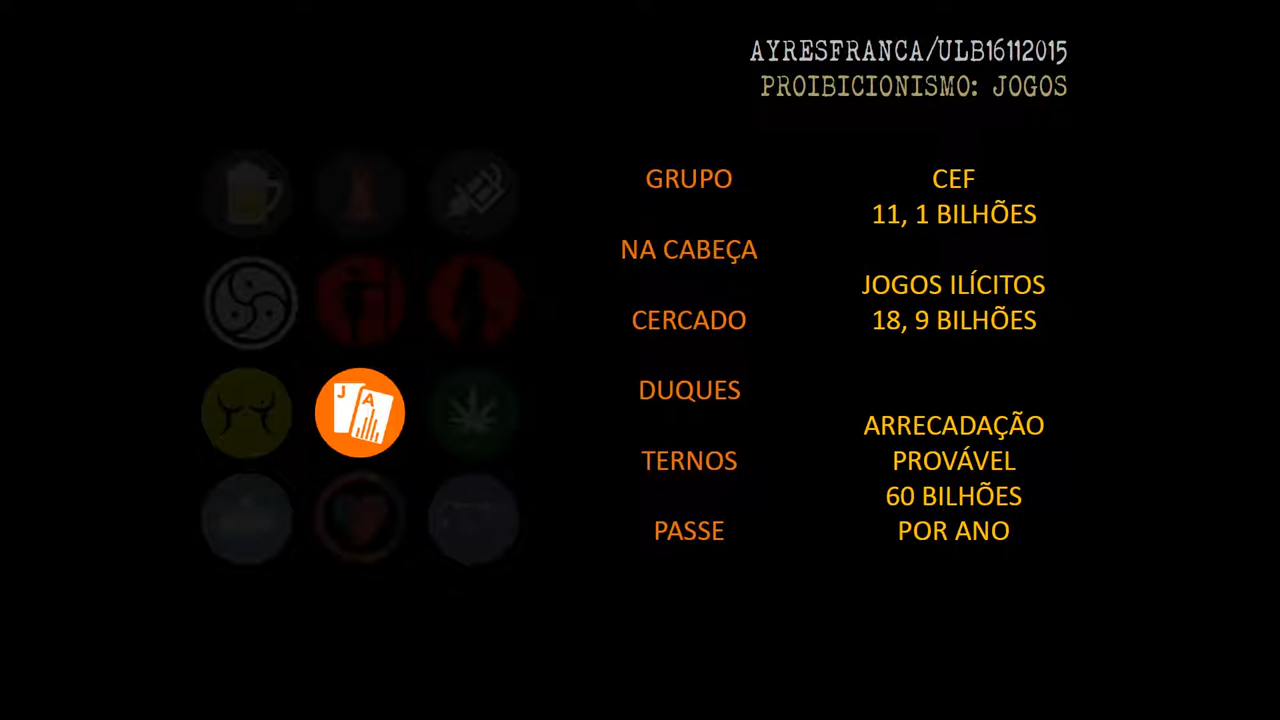 AYRESFRANCA/ULB16112015
PROIBICIONISMO: JOGOS
J
A
GRUPO
NA CABEÇA
CERCADO
DUQUES
TERNOS
PASSE
CEF
11, 1 BILHÕES
JOGOS ILÍCITOS
18, 9 BILHÕES
ARRECADAÇÃO
PROVÁVEL
60 BILHÕES
POR ANO